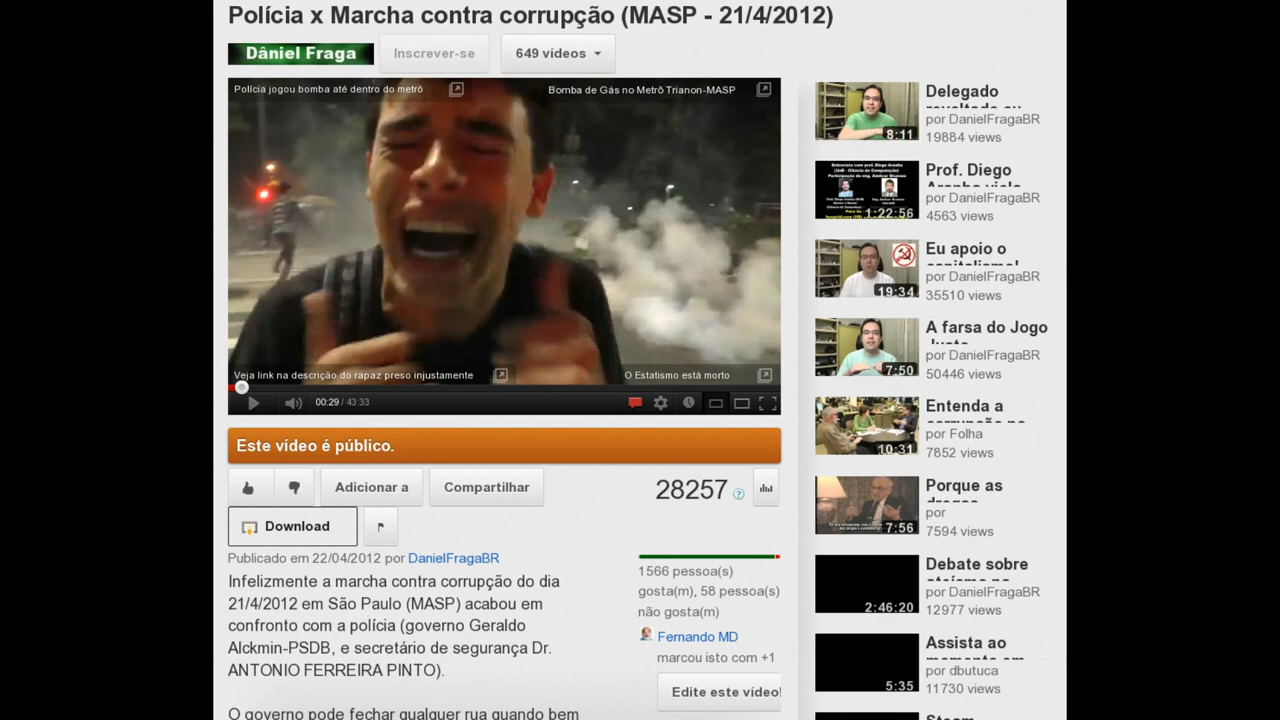 Polícia x Marcha contra corrupção (MASP - 21/4/2012)
Dâniel Fraga
Inscrever-se
649 vídeos
Polícia jogou bomba até dentro do metrô
Bomba de Gás no Metrô Trianon-MASP
Veja link na descrição do rapaz preso injustamente
O Estatismo está morto
00:29 / 43:33
Este vídeo é público.
Adicionar a
Compartilhar
28257
Download
Publicado em 22/04/2012 por DanielFragaBR
Infelizmente a marcha contra corrupção do dia
21/4/2012 em São Paulo (MASP) acabou em
confronto com a polícia (governo Geraldo
Alckmin-PSDB, e secretário de segurança Dr.
ANTONIO FERREIRA PINTO).
O governo pode fechar qualquer rua quando bem
1566 pessoa(s)
gosta(m), 58 pessoa(s)
não gosta(m)
Fernando MD
marcou isto com +1
Edite este vídeo!
8:11
Delegado
por DanielFragaBR
19884 views
1:22:56
Prof. Diego
por DanielFragaBR
4563 views
19:34
Eu apoio o
por DanielFragaBR
35510 views
7:50
A farsa do Jogo
por DanielFragaBR
50446 views
10:31
Entenda a
por Folha
7852 views
7:56
Porque as
por
7594 views
2:46:20
Debate sobre
por DanielFragaBR
12977 views
5:35
Assista ao
por dbutuca
11730 views